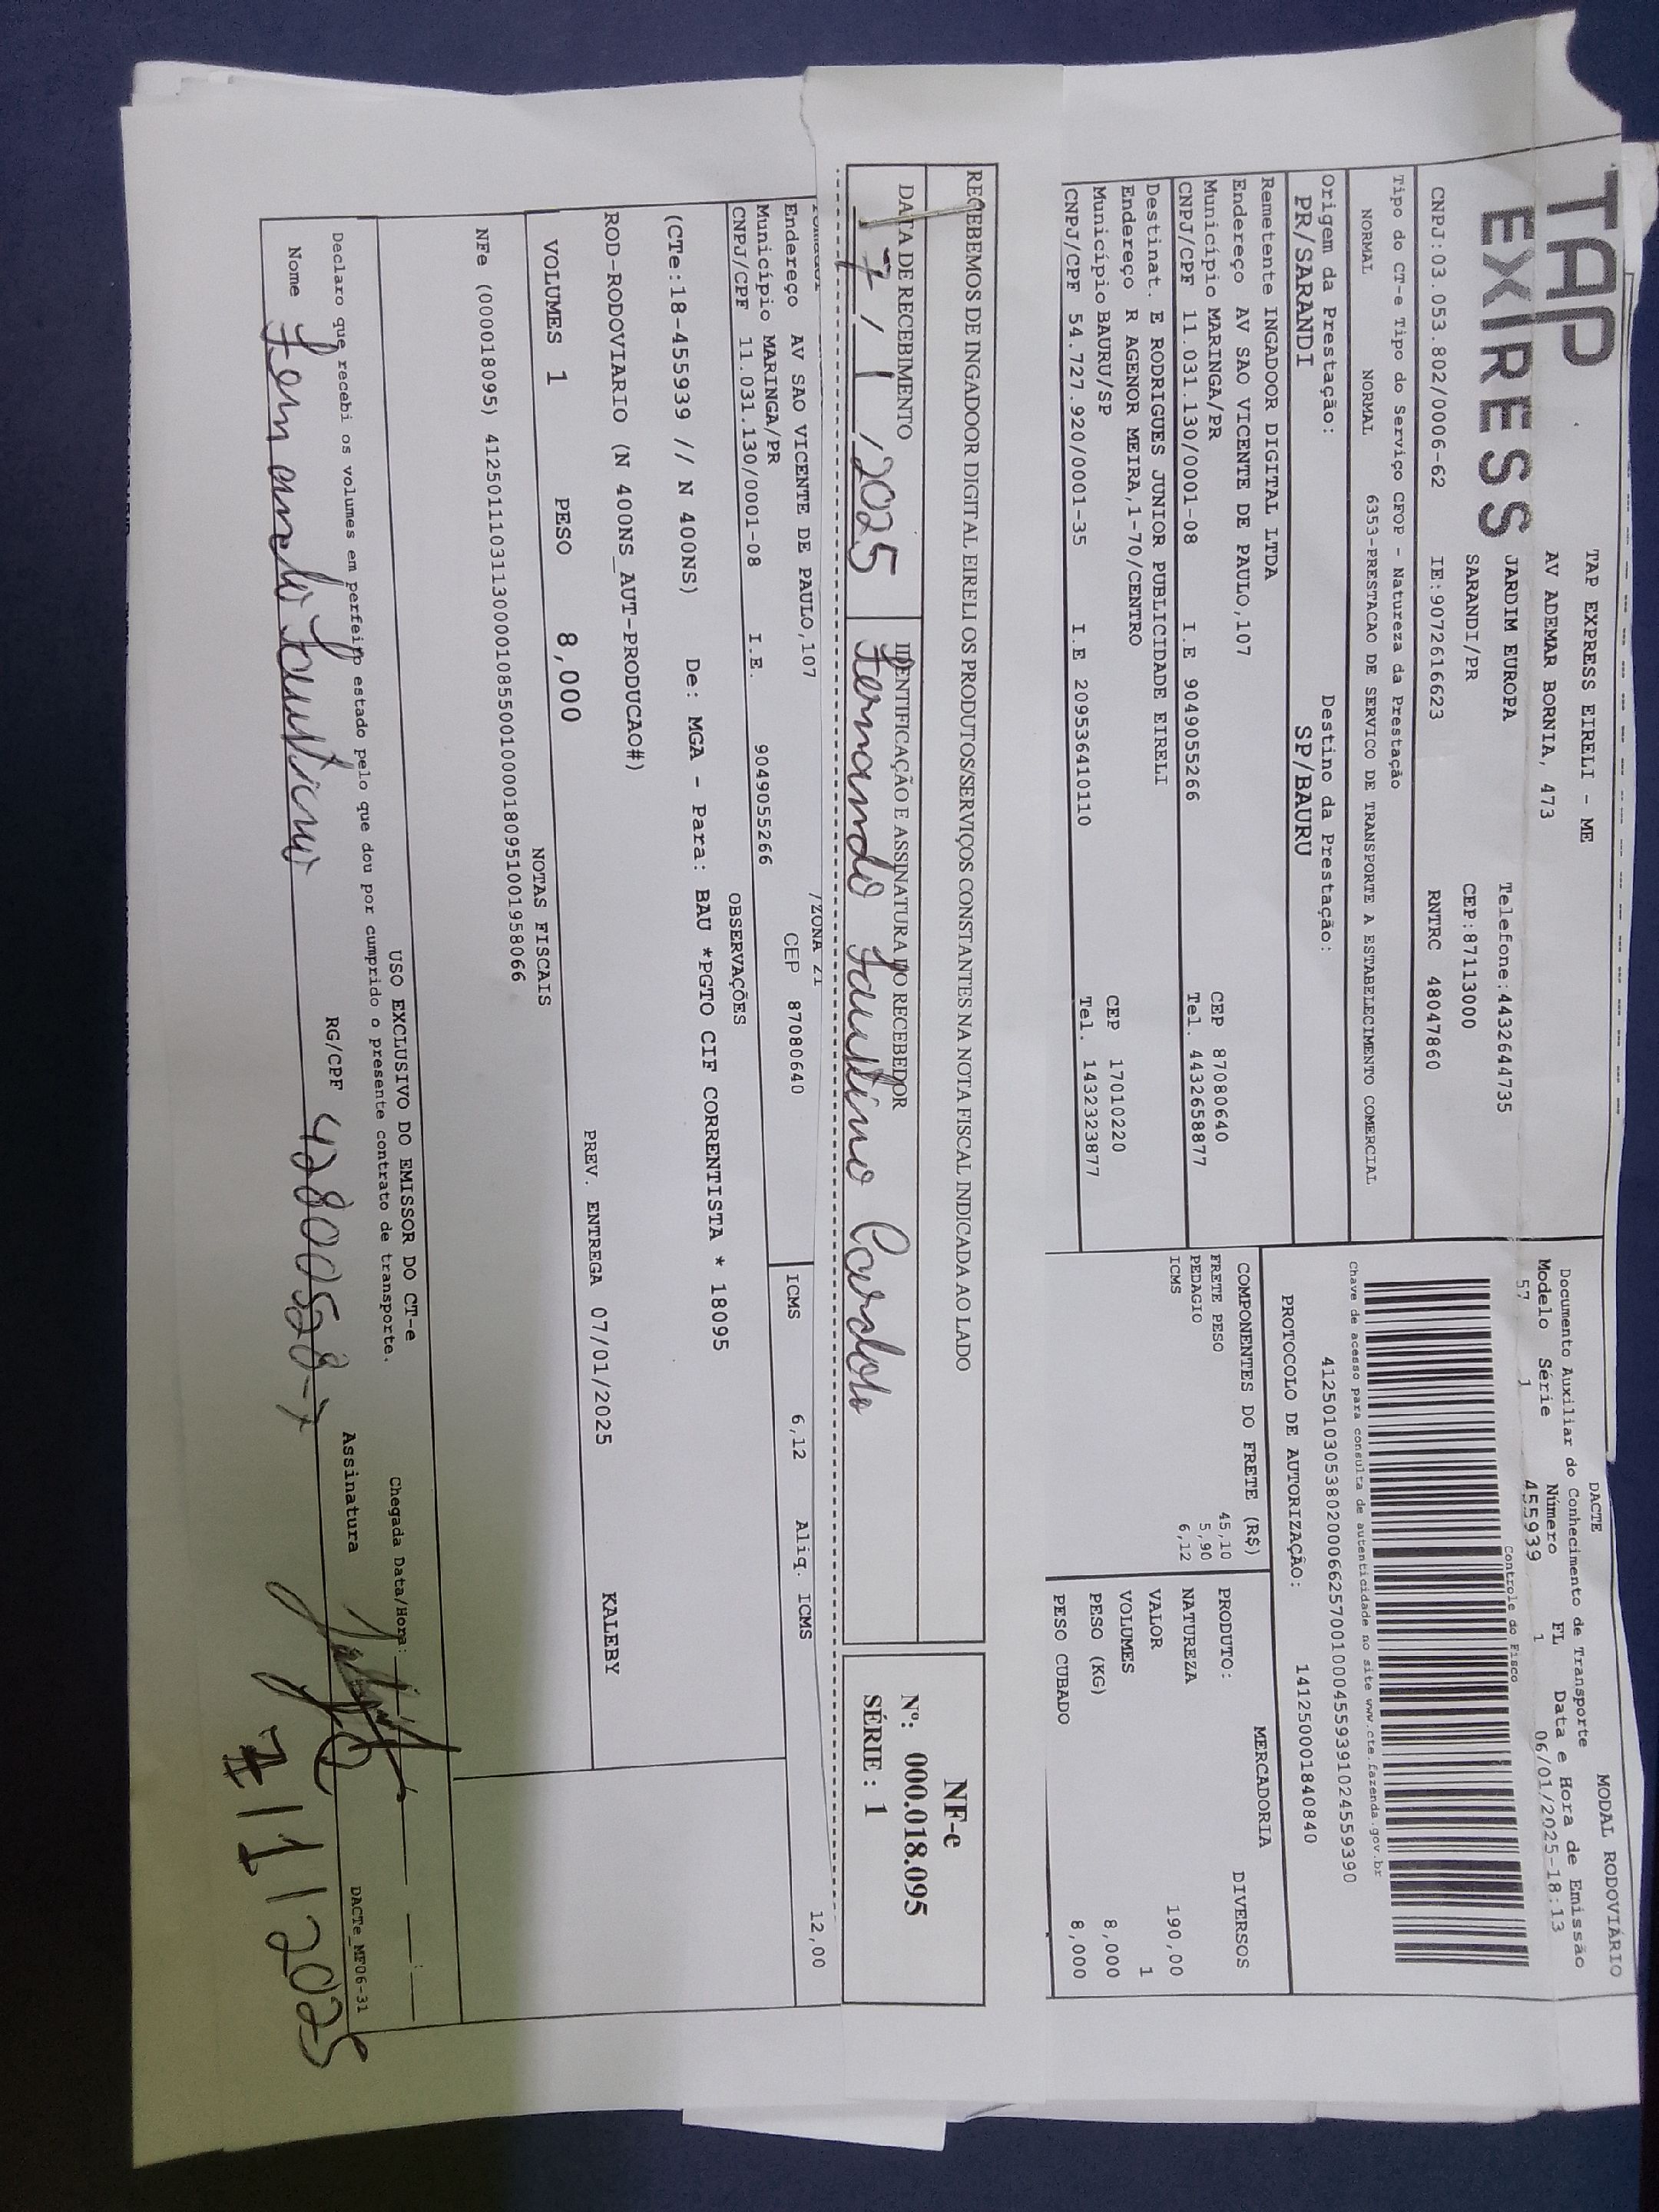 TAP
EXPRESS
TAP EXPRESS EIRELI - ME
AV ADEMAR BORNIA, 473
JARDIM EUROPA
Telefone:4432644735
SARANDI/PR
CEP:87113000
CNPJ:03.053.802/0006-62 IE:9072616623 RNTRC 48047860
Tipo do CT-e Tipo do Serviço CFOP - Natureza da Prestação
NORMAL NORMAL 6353-PRESTACAO DE SERVICO DE TRANSPORTE A ESTABELECIMENTO COMERCIAL
Origem da Prestação: Destino da Prestação:
PR/SARANDI SP/BAURU
Remetente INGADOOR DIGITAL LTDA
Endereço AV SAO VICENTE DE PAULO,107
Município MARINGA/PR CEP 87080640
CNPJ/CPF 11.031.130/0001-08 I.E 9049055266 Tel. 4432658877
Destinat. E RODRIGUES JUNIOR PUBLICIDADE EIRELI
Endereço R AGENOR MEIRA,1-70/CENTRO
Município BAURU/SP CEP 17010220
CNPJ/CPF 54.727.920/0001-35 I.E 209536410110 Tel. 1432323877
MODAL RODOVIÁRIO
DACTE
Documento Auxiliar do Conhecimento de Transporte
Modelo Série Número FL Data e Hora de Emissão
57 1 455939 1 06/01/2025-18:13
Controle do Fisco
Chave de acesso para consulta de autenticidade no site www.cte.fazenda.gov.br
41250103053802000662570010004559391024559390
PROTOCOLO DE AUTORIZAÇÃO: 141250001840840
COMPONENTES DO FRETE (R$)
FRETE PESO 45,10
PEDAGIO 5,90
ICMS 6,12
MERCADORIA
PRODUTO: DIVERSOS
NATUREZA
VALOR 190,00
VOLUMES 1
PESO (KG) 8,000
PESO CUBADO 8,000
RECEBEMOS DE INGADOOR DIGITAL EIRELI OS PRODUTOS/SERVIÇOS CONSTANTES NA NOTA FISCAL INDICADA AO LADO
DATA DE RECEBIMENTO IDENTIFICAÇÃO E ASSINATURA DO RECEBEDOR
7/1/2025 Fernando Faustino Cardoso
NF-e
Nº: 000.018.095
SÉRIE : 1
Endereço AV SAO VICENTE DE PAULO,107 /ZONA 21
Município MARINGA/PR CEP 87080640
CNPJ/CPF 11.031.130/0001-08 I.E. 9049055266
ICMS 6,12 Aliq. ICMS 12,00
OBSERVAÇÕES
(CTe:18-455939 // N 400NS) De: MGA - Para: BAU *PGTO CIF CORRENTISTA * 18095
ROD-RODOVIARIO (N 400NS_AUT-PRODUCAO#)
VOLUMES 1 PESO 8,000 PREV. ENTREGA 07/01/2025 KALEBY
NOTAS FISCAIS
NFe (000018095) 41250111031130000108550010000180951001958066
USO EXCLUSIVO DO EMISSOR DO CT-e
Declaro que recebi os volumes em perfeito estado pelo que dou por cumprido o presente contrato de transporte.
Chegada Data/Hora:
Nome Fernando Faustino RG/CPF 4280058-7 Assinatura
7/1/2025
DACTe_MF06-31